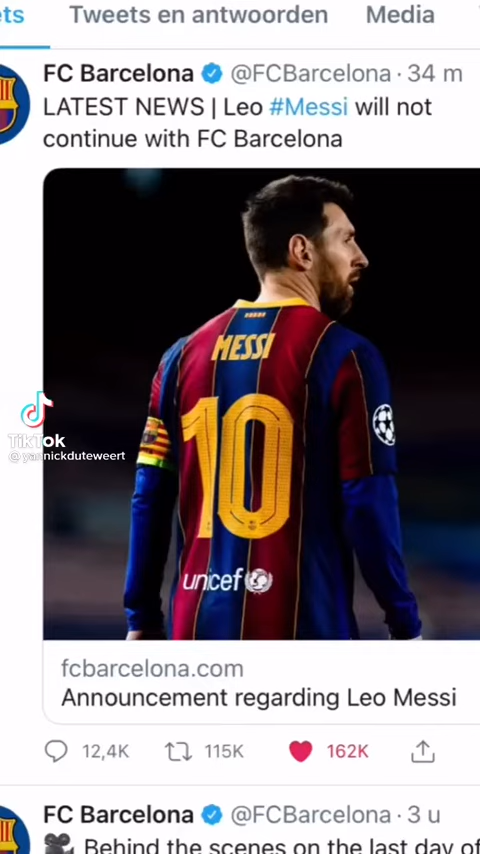 ets Tweets en antwoorden Media
FC Barcelona @FCBarcelona · 34 m
LATEST NEWS | Leo #Messi will not
continue with FC Barcelona
MESSI
10
unicef
TikTok
@yannickduteweert
fcbarcelona.com
Announcement regarding Leo Messi
12,4K 115K 162K
FC Barcelona @FCBarcelona · 3 u
Behind the scenes on the last day of